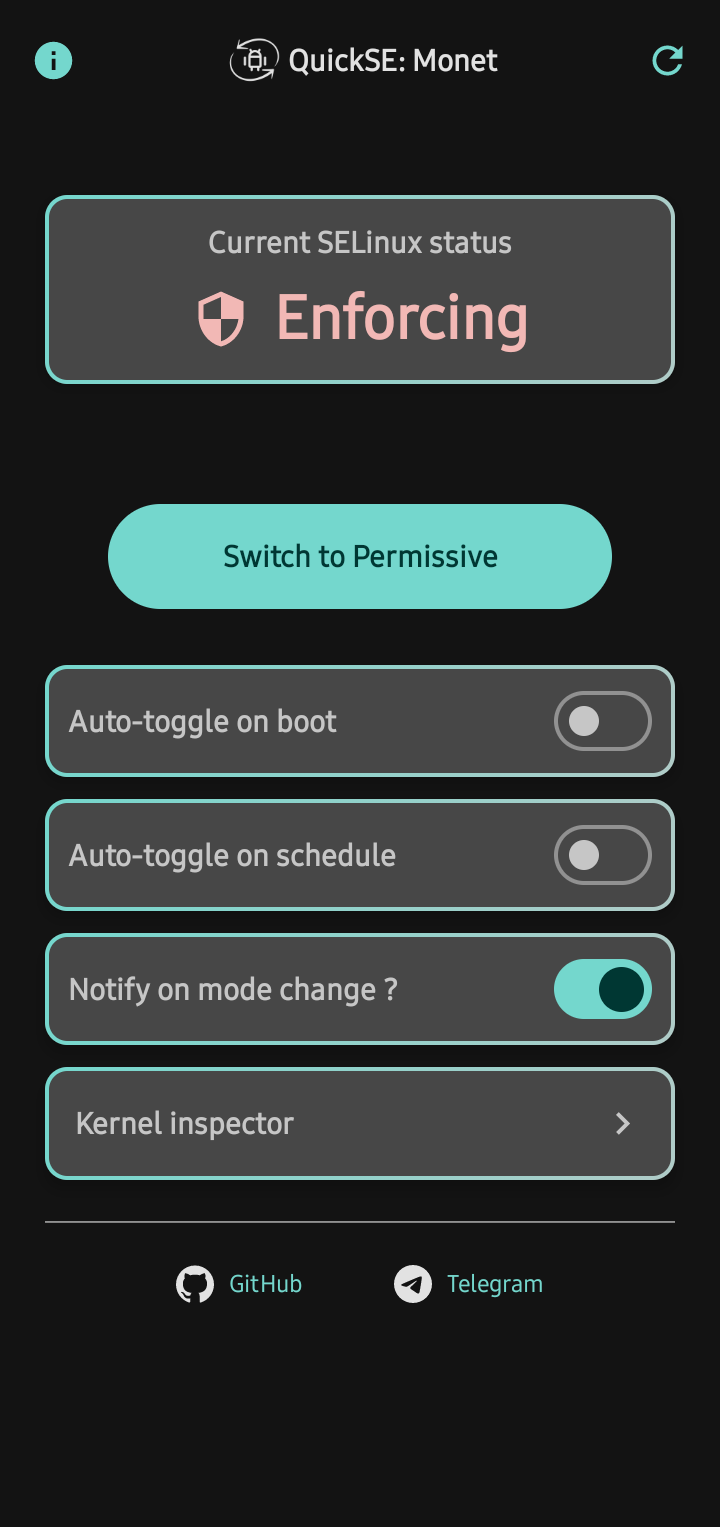 QuickSE: Monet
Current SELinux status
Enforcing
Switch to Permissive
Auto-toggle on boot
Auto-toggle on schedule
Notify on mode change ?
Kernel inspector
GitHub
Telegram